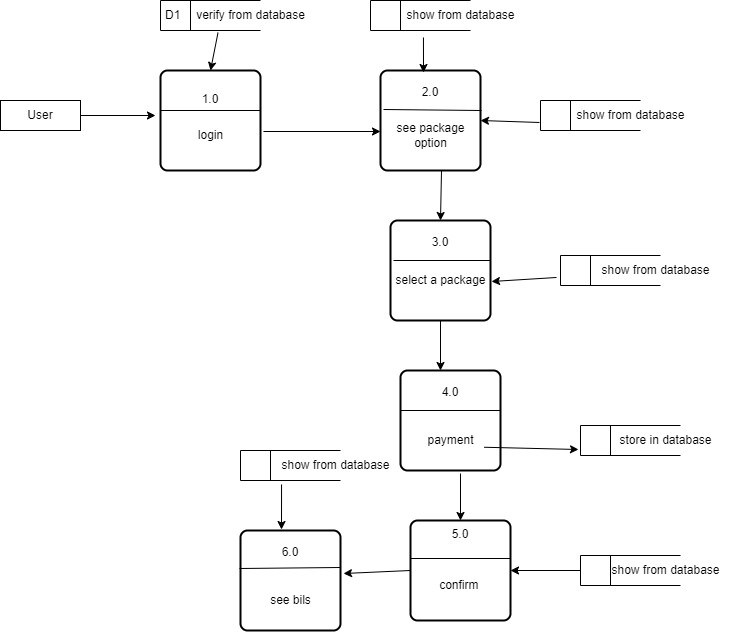 D1 verify from database
show from database
User
1.0
login
2.0
see package
option
show from database
3.0
select a package
show from database
4.0
payment
store in database
show from database
5.0
confirm
show from database
6.0
see bils